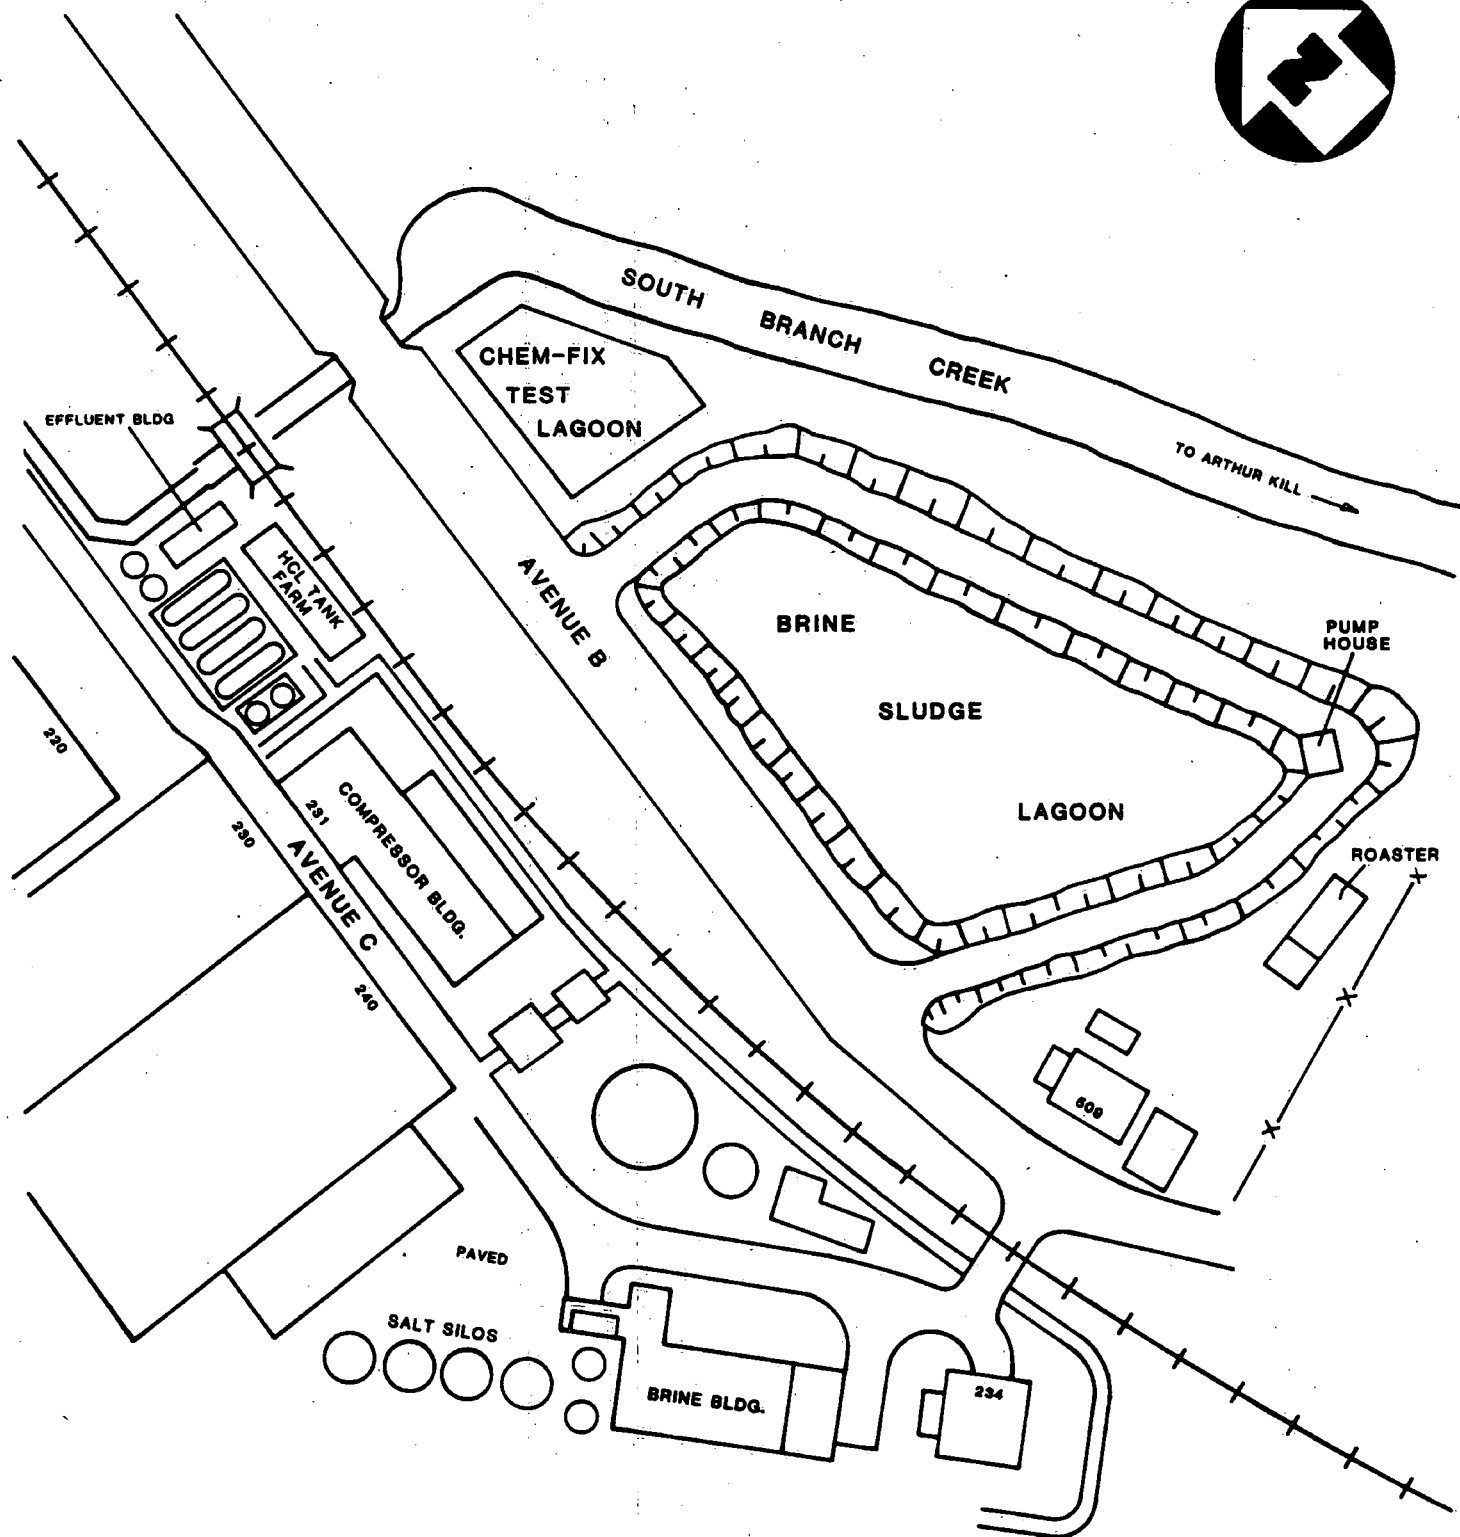 N
SOUTH BRANCH CREEK
CHEM-FIX
TEST
LAGOON
EFFLUENT BLDG
TO ARTHUR KILL
HCL TANK
FARM
AVENUE B
BRINE
SLUDGE
LAGOON
PUMP
HOUSE
220
230
231
COMPRESSOR BLDG.
AVENUE C
240
ROASTER
509
PAVED
SALT SILOS
BRINE BLDG.
234